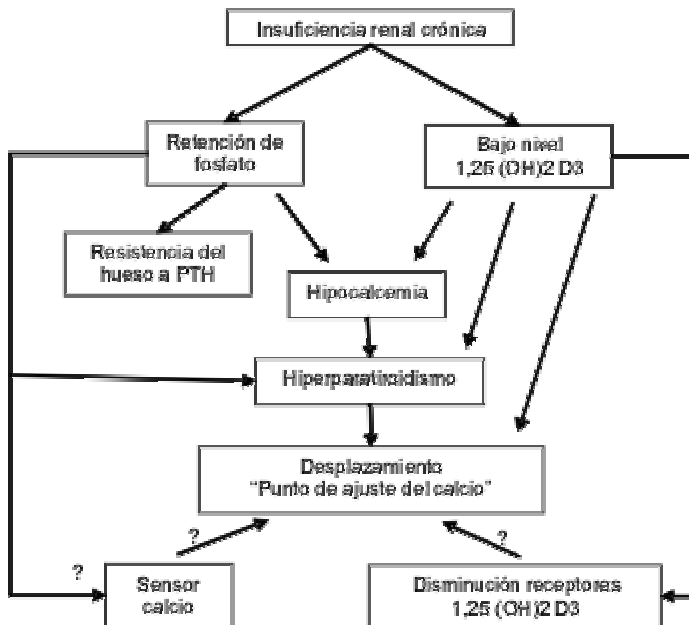 Insuficiencia renal crónica
Retención de
fosfato
Bajo nivel
1,25 (OH)2 D3
Resistencia del
hueso a PTH
Hipocalcemia
Hiperparatiroidismo
Desplazamiento
"Punto de ajuste del calcio"
?
?
?
Sensor
calcio
Disminución receptores
1,25 (OH)2 D3